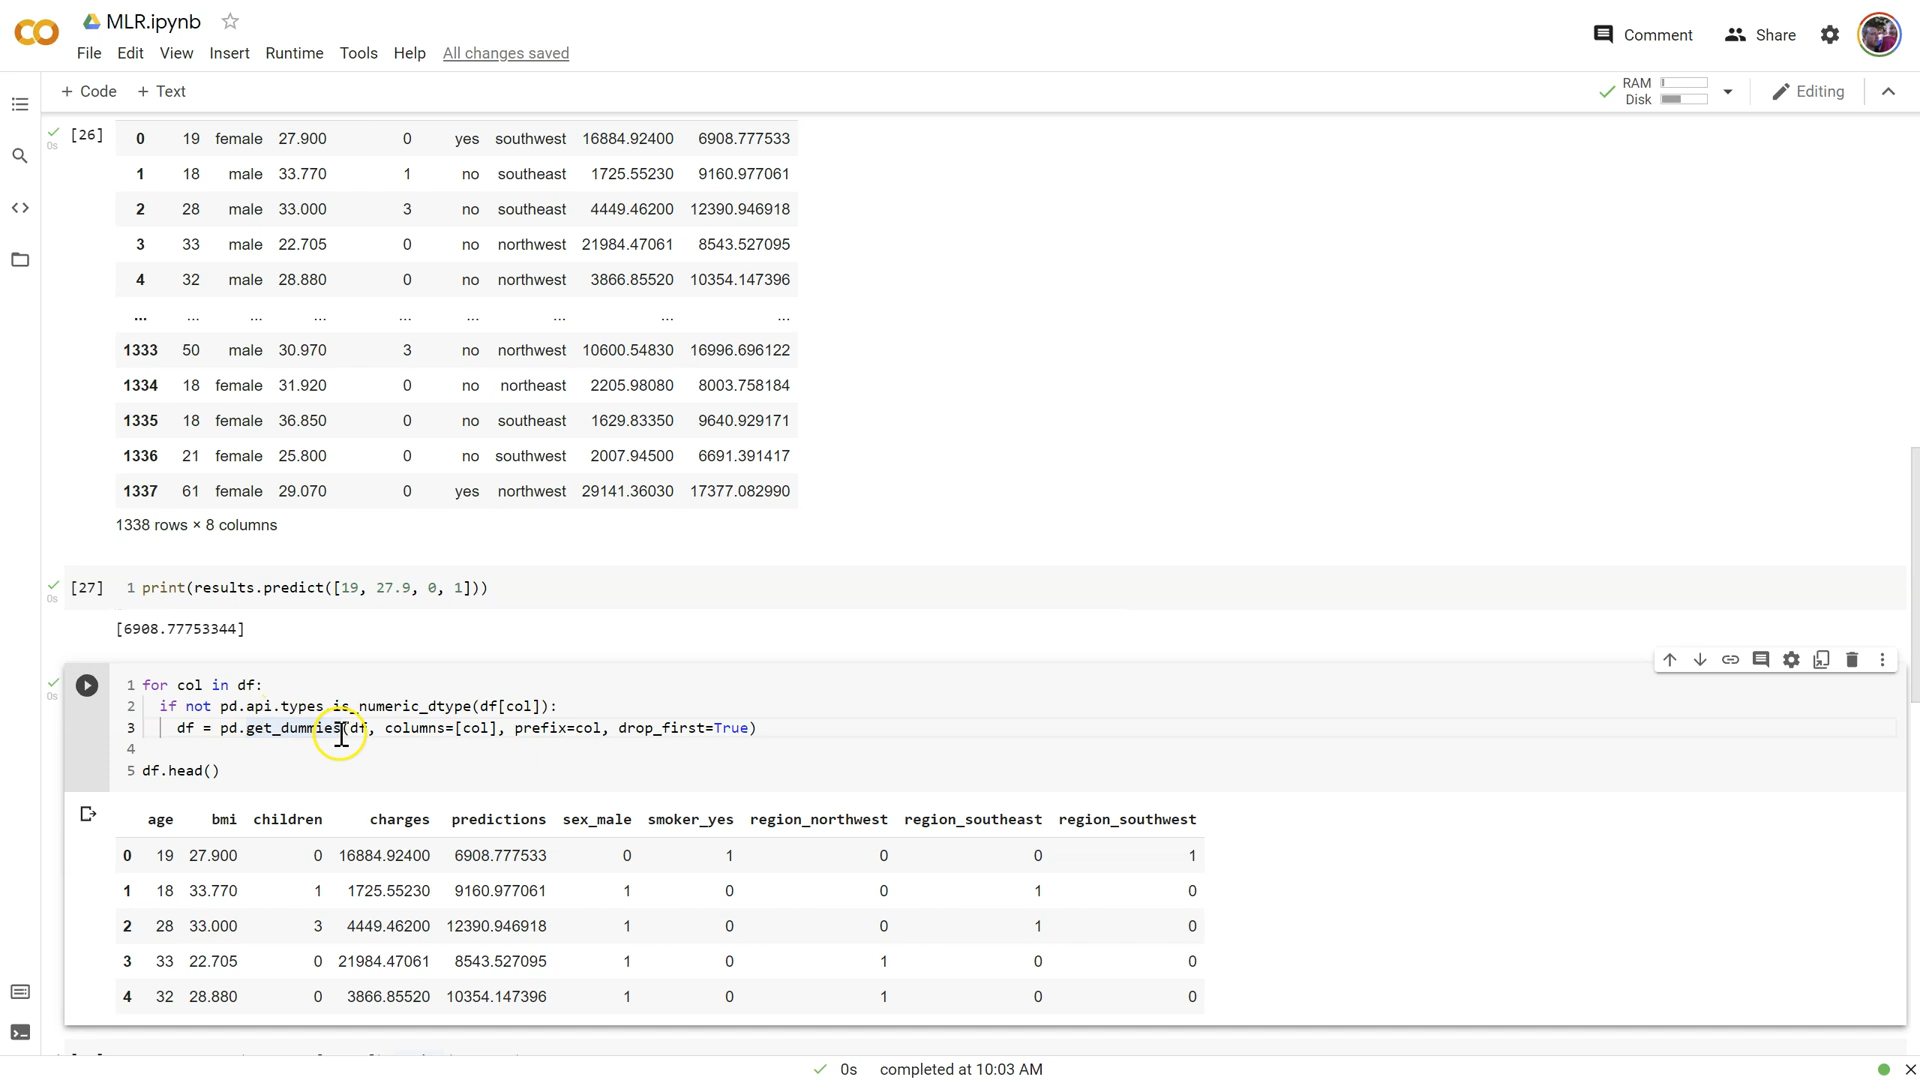 MLR.ipynb
Comment
Share
File Edit View Insert Runtime Tools Help All changes saved
+ Code + Text
RAM
Disk
Editing
[26]
0s
0 19 female 27.900 0 yes southwest 16884.92400 6908.777533
1 18 male 33.770 1 no southeast 1725.55230 9160.977061
2 28 male 33.000 3 no southeast 4449.46200 12390.946918
3 33 male 22.705 0 no northwest 21984.47061 8543.527095
4 32 male 28.880 0 no northwest 3866.85520 10354.147396
... ... ... ... ... ... ... ... ...
1333 50 male 30.970 3 no northwest 10600.54830 16996.696122
1334 18 female 31.920 0 no northeast 2205.98080 8003.758184
1335 18 female 36.850 0 no southeast 1629.83350 9640.929171
1336 21 female 25.800 0 no southwest 2007.94500 6691.391417
1337 61 female 29.070 0 yes northwest 29141.36030 17377.082990
1338 rows × 8 columns
[27] 1 print(results.predict([19, 27.9, 0, 1]))
0s
[6908.77753344]
1 for col in df:
0s
2 if not pd.api.types.is_numeric_dtype(df[col]):
3 df = pd.get_dummies(df, columns=[col], prefix=col, drop_first=True)
4
5 df.head()
age bmi children charges predictions sex_male smoker_yes region_northwest region_southeast region_southwest
0 19 27.900 0 16884.92400 6908.777533 0 1 0 0 1
1 18 33.770 1 1725.55230 9160.977061 1 0 0 1 0
2 28 33.000 3 4449.46200 12390.946918 1 0 0 1 0
3 33 22.705 0 21984.47061 8543.527095 1 0 1 0 0
4 32 28.880 0 3866.85520 10354.147396 1 0 1 0 0
0s completed at 10:03 AM